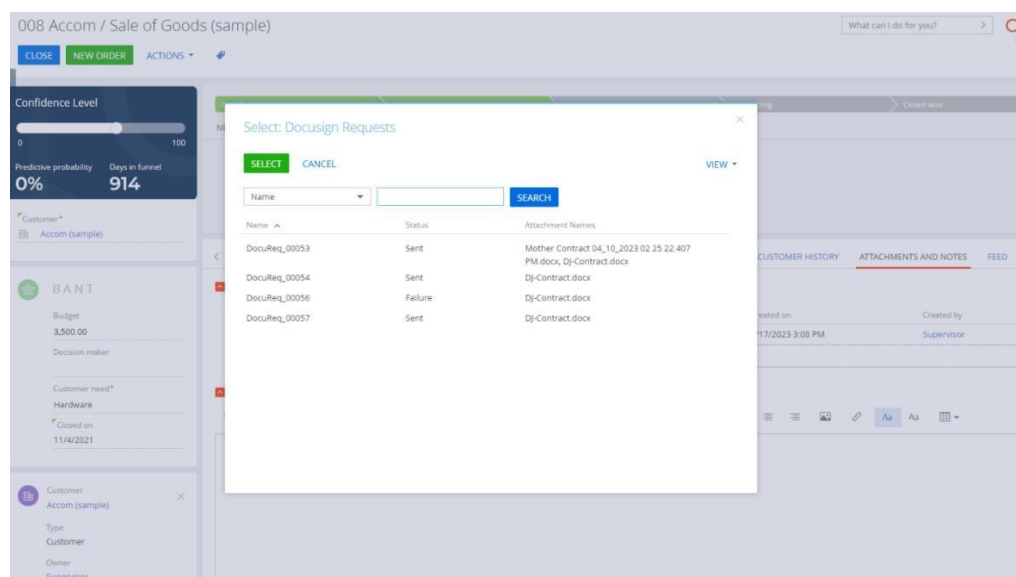 008 Accom / Sale of Goods (sample)
What can I do for you?
CLOSE NEW ORDER ACTIONS
Confidence Level
0 100
Predictive probability Days in funnel
0% 914
Closed won
Customer*
Accom (sample)
BANT
Budget
3,500.00
Decision maker
Customer need*
Hardware
Closed on
11/4/2021
Customer
Accom (sample)
Type
Customer
Owner
Supervisor
Select: Docusign Requests
SELECT CANCEL VIEW
Name SEARCH
Name Status Attachment Names
DocuReq_00053 Sent Mother Contract 04_10_2023 02 25 22.407
PM.docx, DJ-Contract.docx
DocuReq_00054 Sent DJ-Contract.docx
DocuReq_00056 Failure DJ-Contract.docx
DocuReq_00057 Sent DJ-Contract.docx
CUSTOMER HISTORY ATTACHMENTS AND NOTES FEED
Created by
/17/2023 3:08 PM Supervisor
Aa Aa